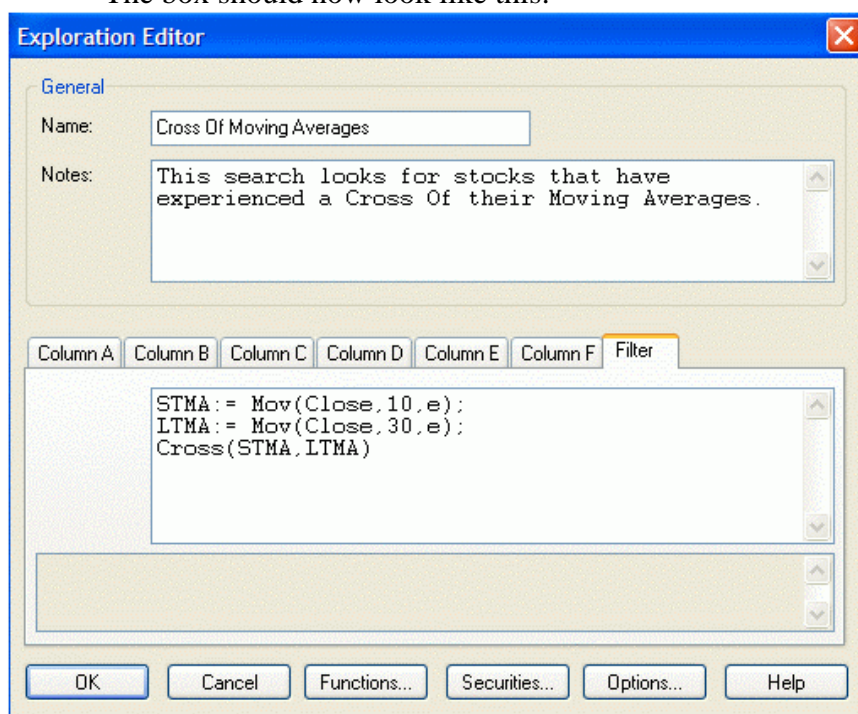 The box should now look like this:
Exploration Editor
General
Name:
Cross Of Moving Averages
Notes:
This search looks for stocks that have
experienced a Cross Of their Moving Averages.
Column A Column B Column C Column D Column E Column F Filter
STMA:= Mov(Close,10,e);
LTMA:= Mov(Close,30,e);
Cross(STMA,LTMA)
OK Cancel Functions... Securities... Options... Help